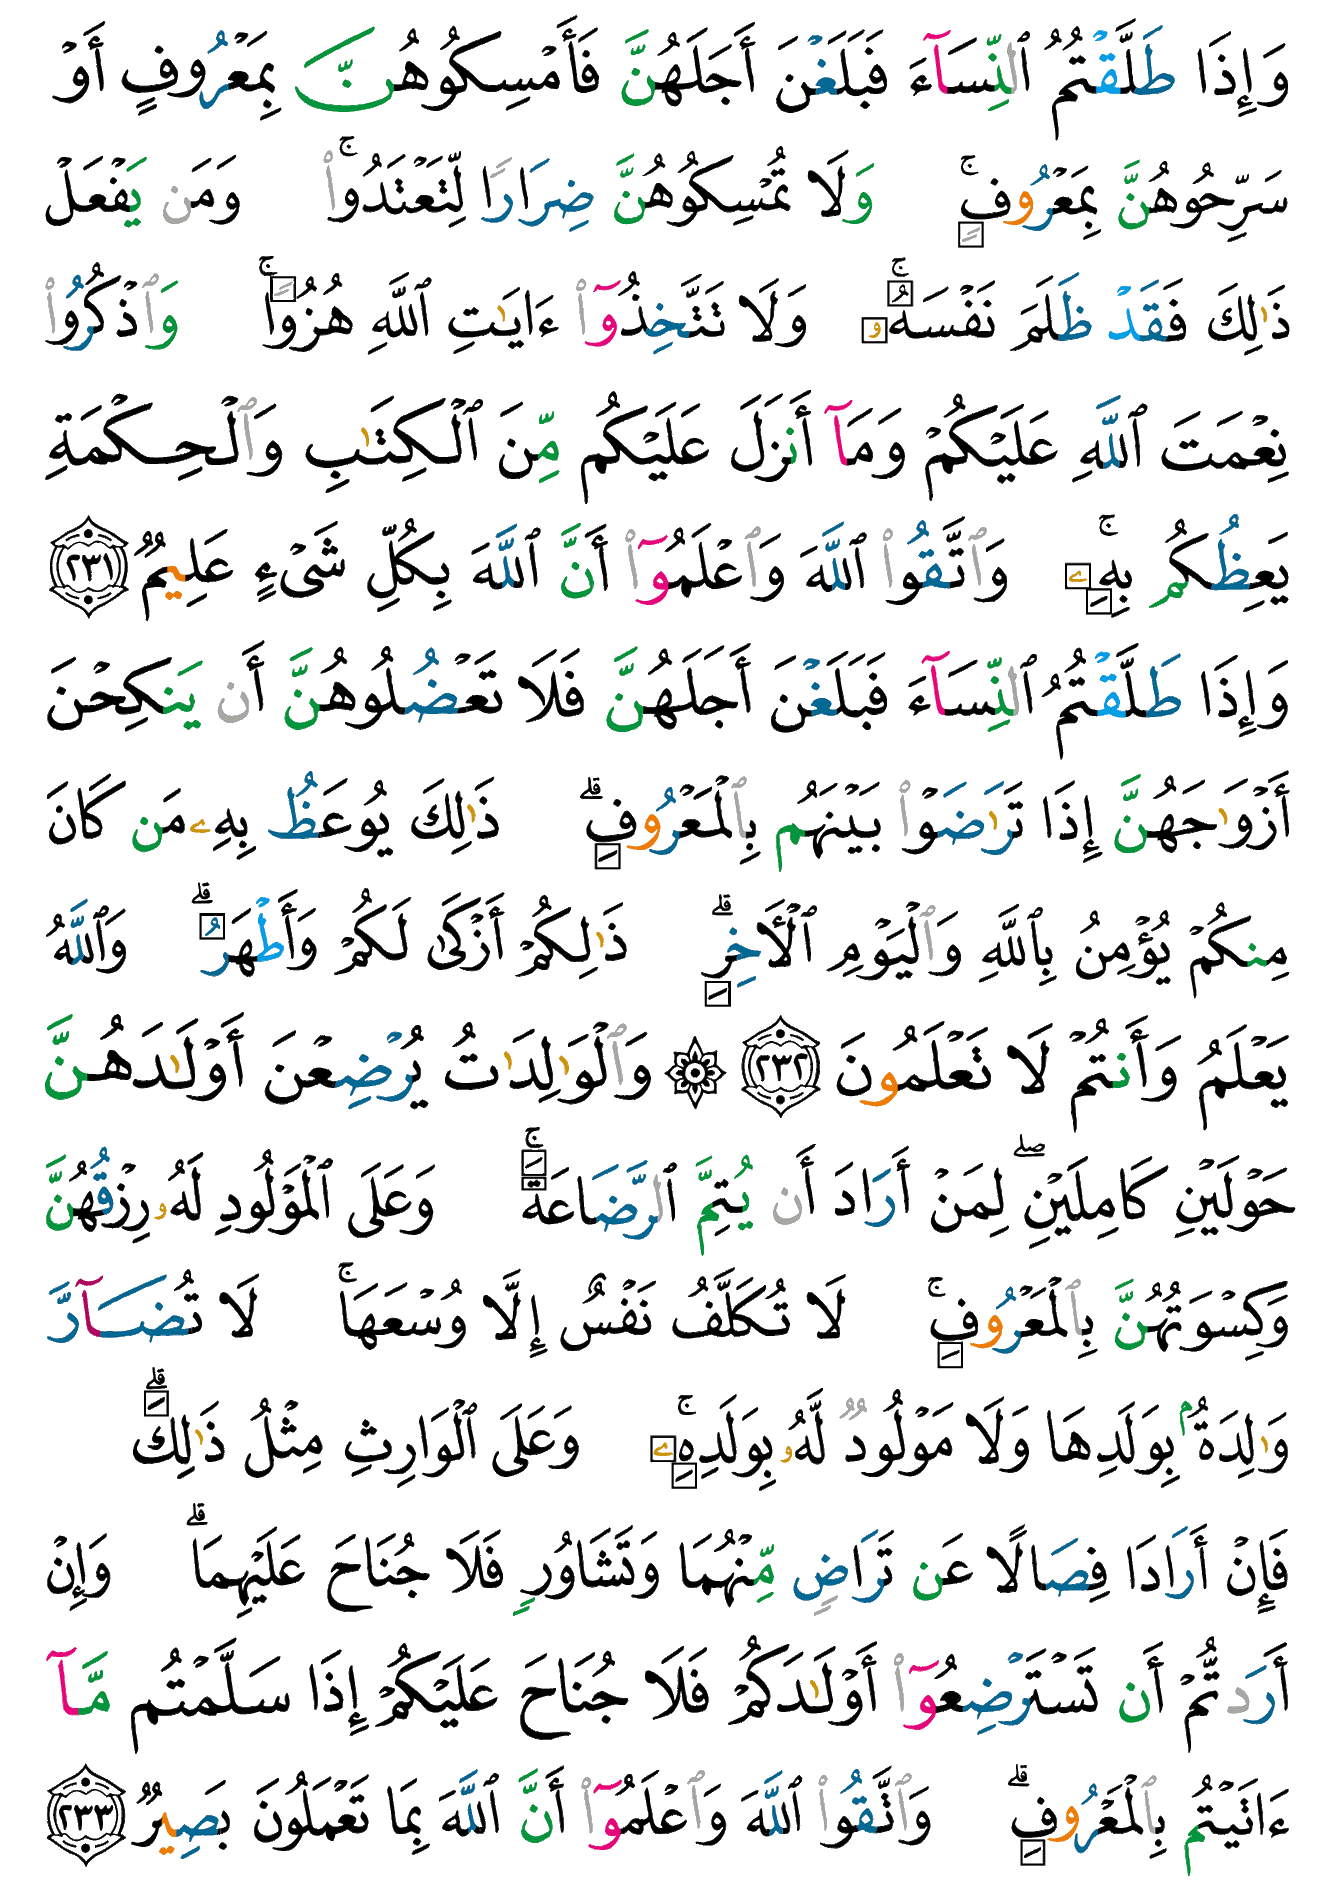 وَإِذَا طَلَّقۡتُمُ ٱلنِّسَآءَ فَبَلَغۡنَ أَجَلَهُنَّ فَأَمۡسِكُوهُنَّ بِمَعۡرُوفٍ أَوۡ
سَرِّحُوهُنَّ بِمَعۡرُوفٖۚ وَلَا تُمۡسِكُوهُنَّ ضِرَارٗا لِّتَعۡتَدُواْۚ وَمَن يَفۡعَلۡ
ذَٰلِكَ فَقَدۡ ظَلَمَ نَفۡسَهُۥۚ وَلَا تَتَّخِذُوٓاْ ءَايَٰتِ ٱللَّهِ هُزُوٗاۚ وَٱذۡكُرُواْ
نِعۡمَتَ ٱللَّهِ عَلَيۡكُمۡ وَمَآ أَنزَلَ عَلَيۡكُم مِّنَ ٱلۡكِتَٰبِ وَٱلۡحِكۡمَةِ
يَعِظُكُم بِهِۦۚ وَٱتَّقُواْ ٱللَّهَ وَٱعۡلَمُوٓاْ أَنَّ ٱللَّهَ بِكُلِّ شَيۡءٍ عَلِيمٞ ٢٣١
وَإِذَا طَلَّقۡتُمُ ٱلنِّسَآءَ فَبَلَغۡنَ أَجَلَهُنَّ فَلَا تَعۡضُلُوهُنَّ أَن يَنكِحۡنَ
أَزۡوَٰجَهُنَّ إِذَا تَرَٰضَوۡاْ بَيۡنَهُم بِٱلۡمَعۡرُوفِۗ ذَٰلِكَ يُوعَظُ بِهِۦ مَن كَانَ
مِنكُمۡ يُؤۡمِنُ بِٱللَّهِ وَٱلۡيَوۡمِ ٱلۡأٓخِرِۗ ذَٰلِكُمۡ أَزۡكَىٰ لَكُمۡ وَأَطۡهَرُۚ وَٱللَّهُ
يَعۡلَمُ وَأَنتُمۡ لَا تَعۡلَمُونَ ٢٣٢ ۞ وَٱلۡوَٰلِدَٰتُ يُرۡضِعۡنَ أَوۡلَٰدَهُنَّ
حَوۡلَيۡنِ كَامِلَيۡنِۖ لِمَنۡ أَرَادَ أَن يُتِمَّ ٱلرَّضَاعَةَۚ وَعَلَى ٱلۡمَوۡلُودِ لَهُۥ رِزۡقُهُنَّ
وَكِسۡوَتُهُنَّ بِٱلۡمَعۡرُوفِۚ لَا تُكَلَّفُ نَفۡسٌ إِلَّا وُسۡعَهَاۚ لَا تُضَآرَّ
وَٰلِدَةُۢ بِوَلَدِهَا وَلَا مَوۡلُودٞ لَّهُۥ بِوَلَدِهِۦۚ وَعَلَى ٱلۡوَارِثِ مِثۡلُ ذَٰلِكَۗ
فَإِنۡ أَرَادَا فِصَالًا عَن تَرَاضٖ مِّنۡهُمَا وَتَشَاوُرٖ فَلَا جُنَاحَ عَلَيۡهِمَاۗ وَإِنۡ
أَرَدتُّمۡ أَن تَسۡتَرۡضِعُوٓاْ أَوۡلَٰدَكُمۡ فَلَا جُنَاحَ عَلَيۡكُمۡ إِذَا سَلَّمۡتُم مَّآ
ءَاتَيۡتُم بِٱلۡمَعۡرُوفِۗ وَٱتَّقُواْ ٱللَّهَ وَٱعۡلَمُوٓاْ أَنَّ ٱللَّهَ بِمَا تَعۡمَلُونَ بَصِيرٞ ٢٣٣